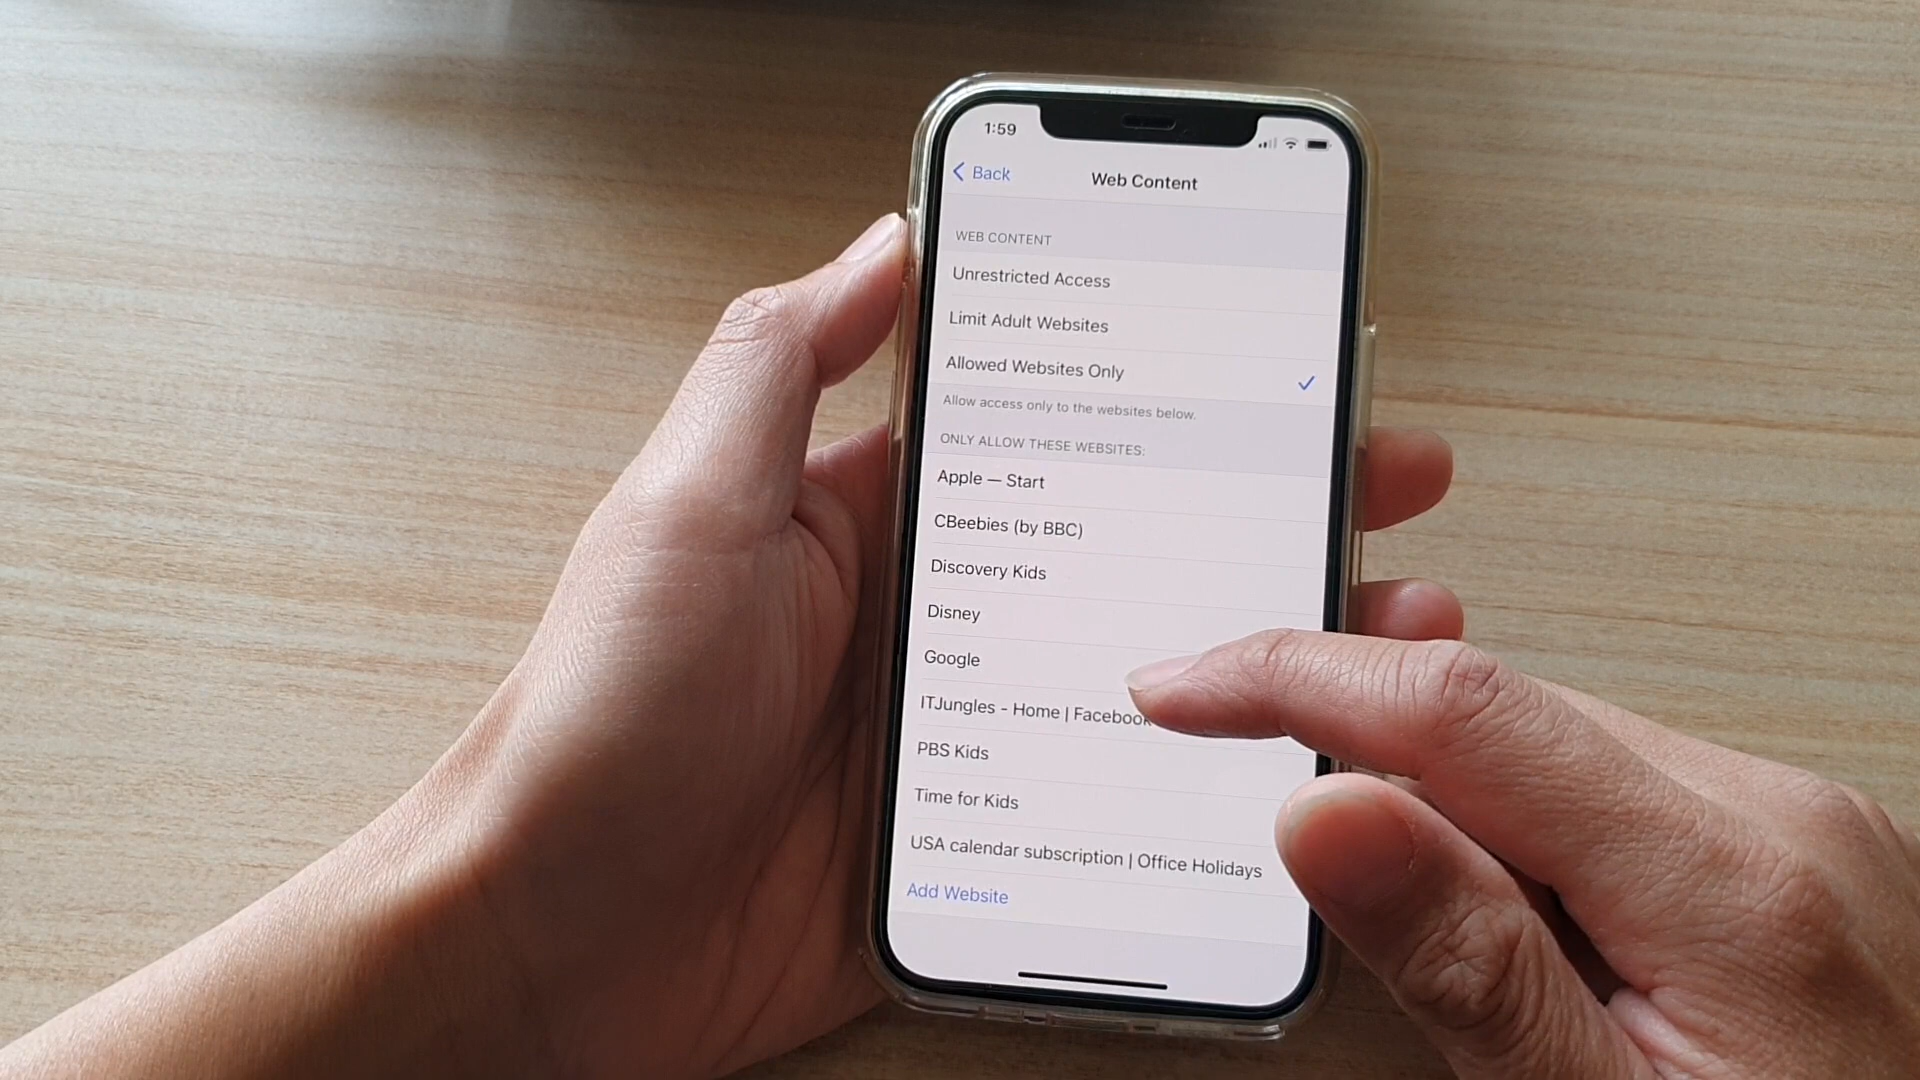 1:59
Back
Web Content
WEB CONTENT
Unrestricted Access
Limit Adult Websites
Allowed Websites Only
Allow access only to the websites below.
ONLY ALLOW THESE WEBSITES:
Apple — Start
CBeebies (by BBC)
Discovery Kids
Disney
Google
ITJungles - Home | Facebook
PBS Kids
Time for Kids
USA calendar subscription | Office Holidays
Add Website